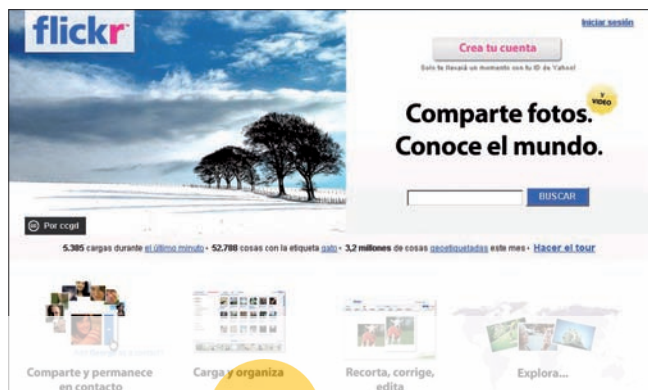 flickr
Iniciar sesión
Crea tu cuenta
Solo te llevará un momento con tu ID de Yahoo!
Y
VIDEO
Comparte fotos.
Conoce el mundo.
BUSCAR
Por ccgd
5.385 cargas durante el último minuto · 52.788 cosas con la etiqueta gato · 3,2 millones de cosas geoetiquetadas este mes · Hacer el tour
Comparte y permanece
en contacto
Carga y organiza
Recorta, corrige,
edita
Explora...